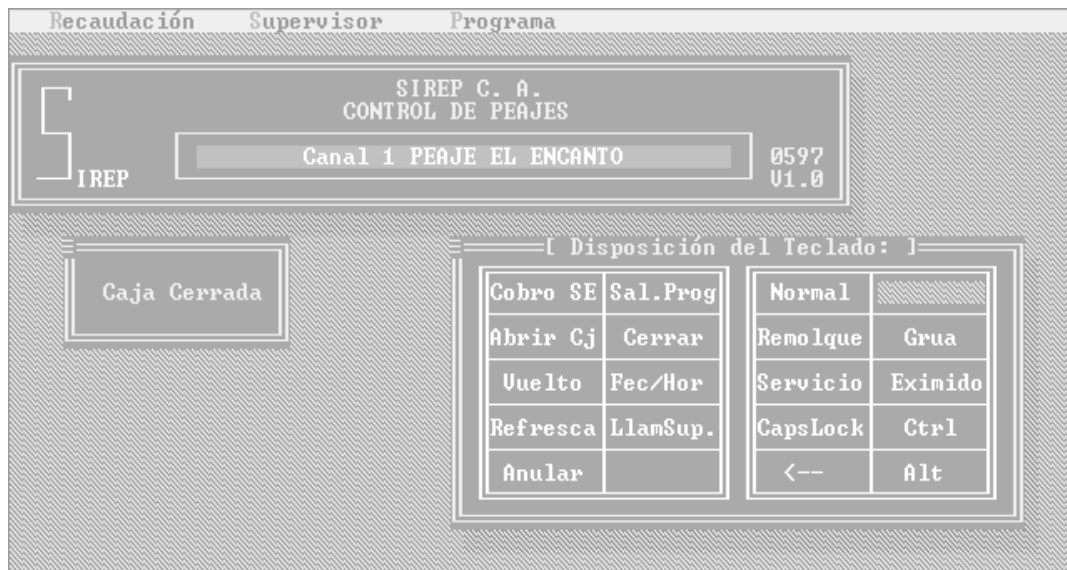 Recaudación Supervisor Programa
SIREP C. A.
CONTROL DE PEAJES
Canal 1 PEAJE EL ENCANTO
0597
V1.0
SIREP
Caja Cerrada
[ Disposición del Teclado: ]
Cobro SE Sal.Prog Normal
Abrir Cj Cerrar Remolque Grua
Vuelto Fec/Hor Servicio Eximido
Refresca LlamSup. CapsLock Ctrl
Anular <-- Alt